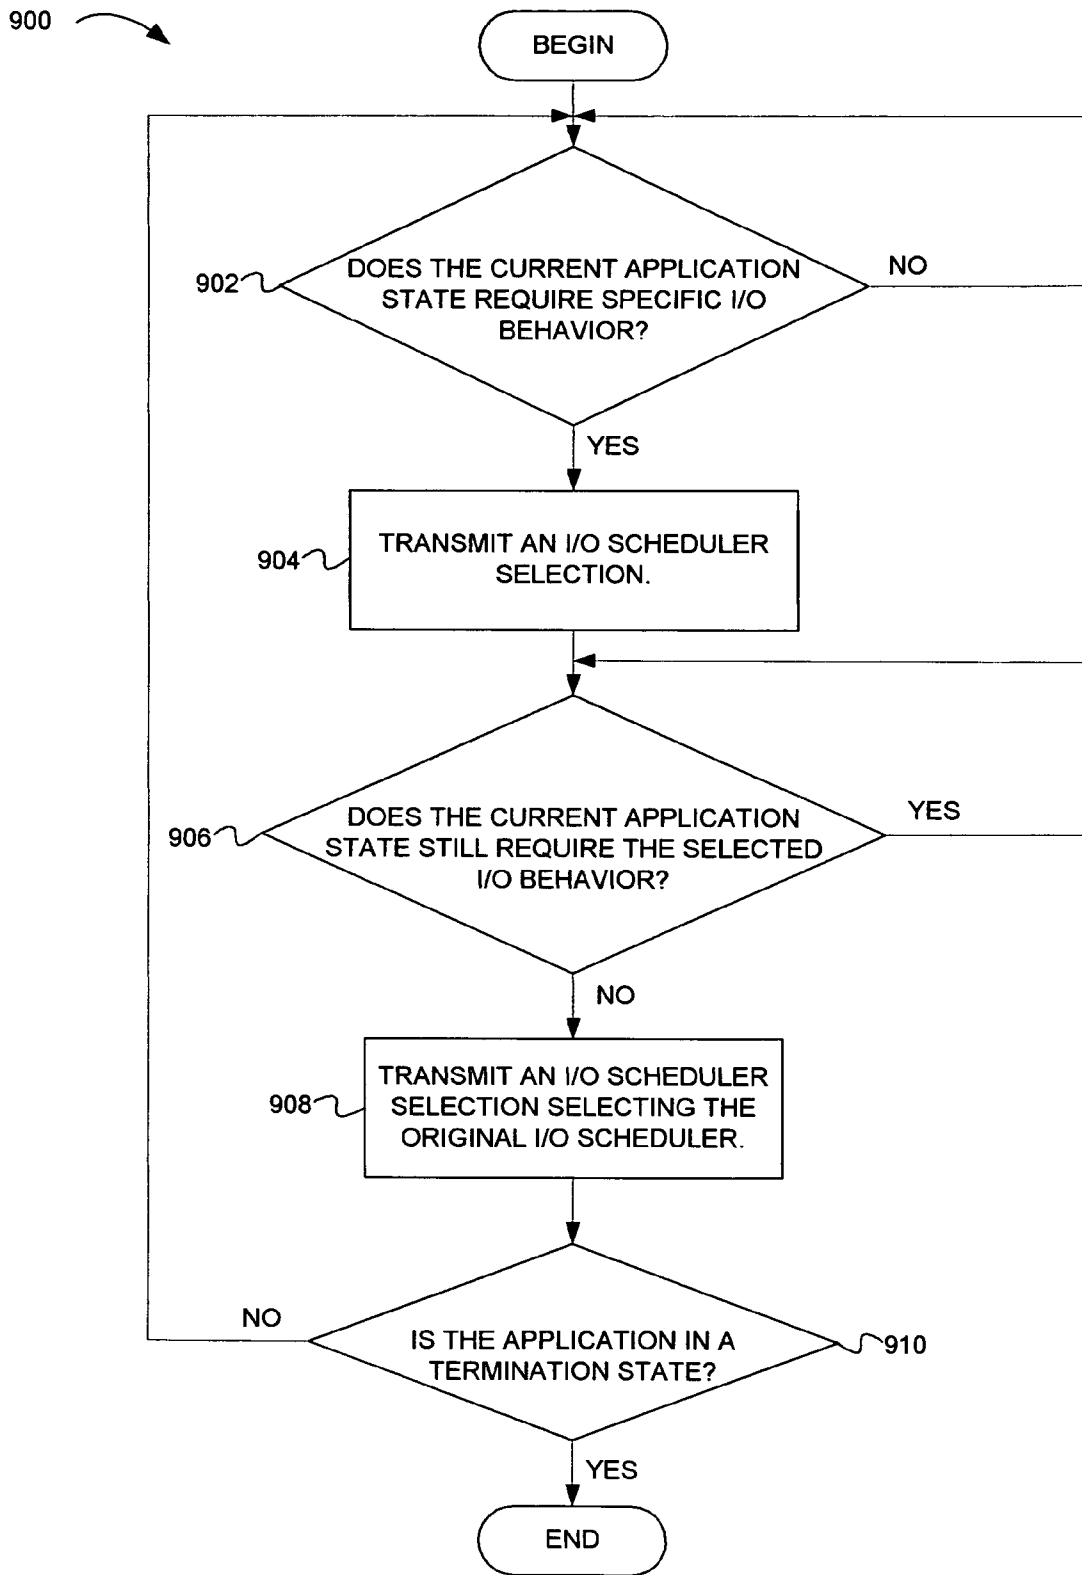 900
BEGIN
902
DOES THE CURRENT APPLICATION
STATE REQUIRE SPECIFIC I/O
BEHAVIOR?
NO
YES
904
TRANSMIT AN I/O SCHEDULER
SELECTION.
906
DOES THE CURRENT APPLICATION
STATE STILL REQUIRE THE SELECTED
I/O BEHAVIOR?
YES
NO
908
TRANSMIT AN I/O SCHEDULER
SELECTION SELECTING THE
ORIGINAL I/O SCHEDULER.
NO
IS THE APPLICATION IN A
TERMINATION STATE?
910
YES
END